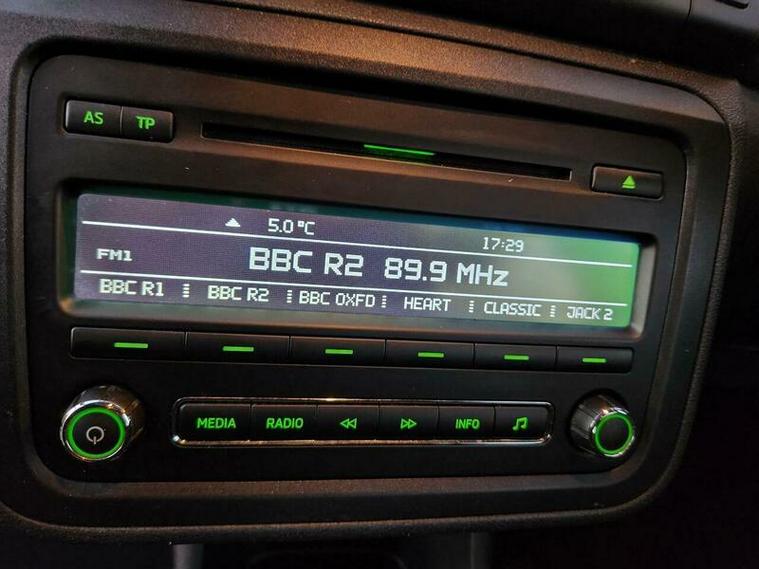 AS TP
5.0 °C 17:29
FM1 BBC R2 89.9 MHz
BBC R1 BBC R2 BBC OXFD HEART CLASSIC JACK 2
MEDIA RADIO INFO